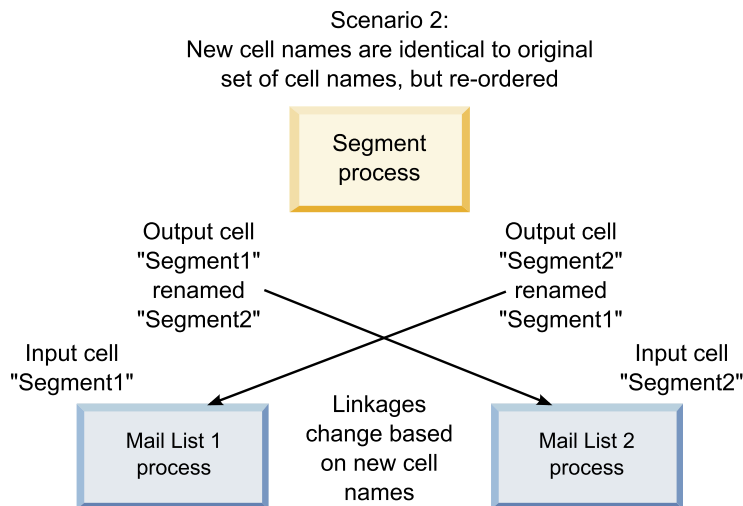 Scenario 2:
New cell names are identical to original
set of cell names, but re-ordered
Segment
process
Output cell
"Segment1"
renamed
"Segment2"
Output cell
"Segment2"
renamed
"Segment1"
Input cell
"Segment1"
Input cell
"Segment2"
Mail List 1
process
Linkages
change based
on new cell
names
Mail List 2
process